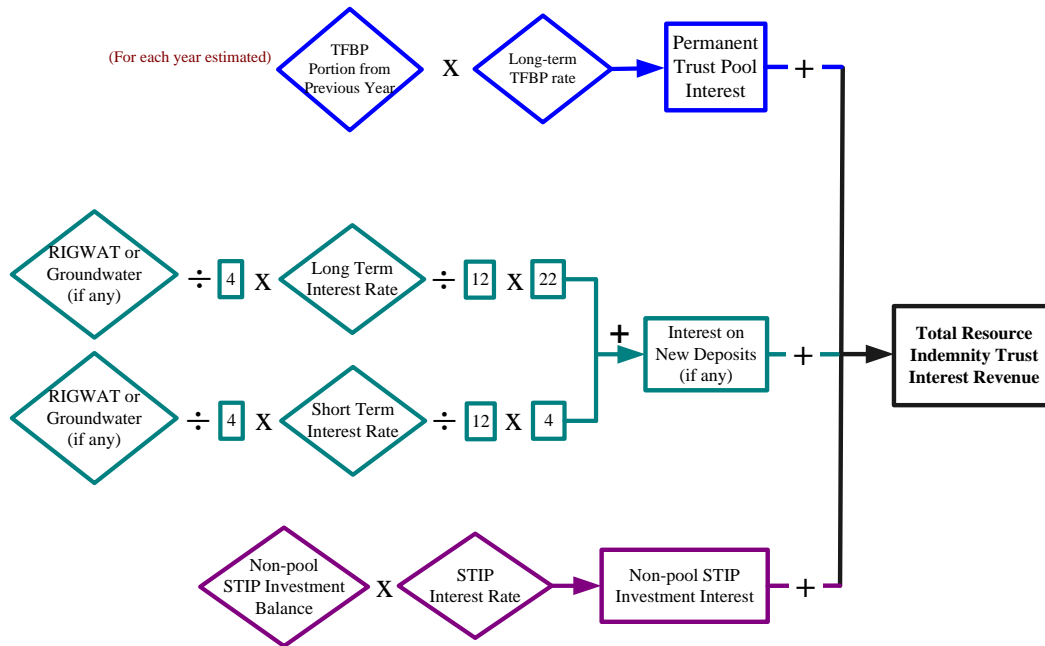 (For each year estimated)
TFBP
Portion from
Previous Year
X
Long-term
TFBP rate
Permanent
Trust Pool
Interest
+
RIGWAT or
Groundwater
(if any)
÷
4
X
Long Term
Interest Rate
÷
12
X
22
+
Interest on
New Deposits
(if any)
+
Total Resource
Indemnity Trust
Interest Revenue
RIGWAT or
Groundwater
(if any)
÷
4
X
Short Term
Interest Rate
÷
12
X
4
Non-pool
STIP Investment
Balance
X
STIP
Interest Rate
Non-pool STIP
Investment Interest
+